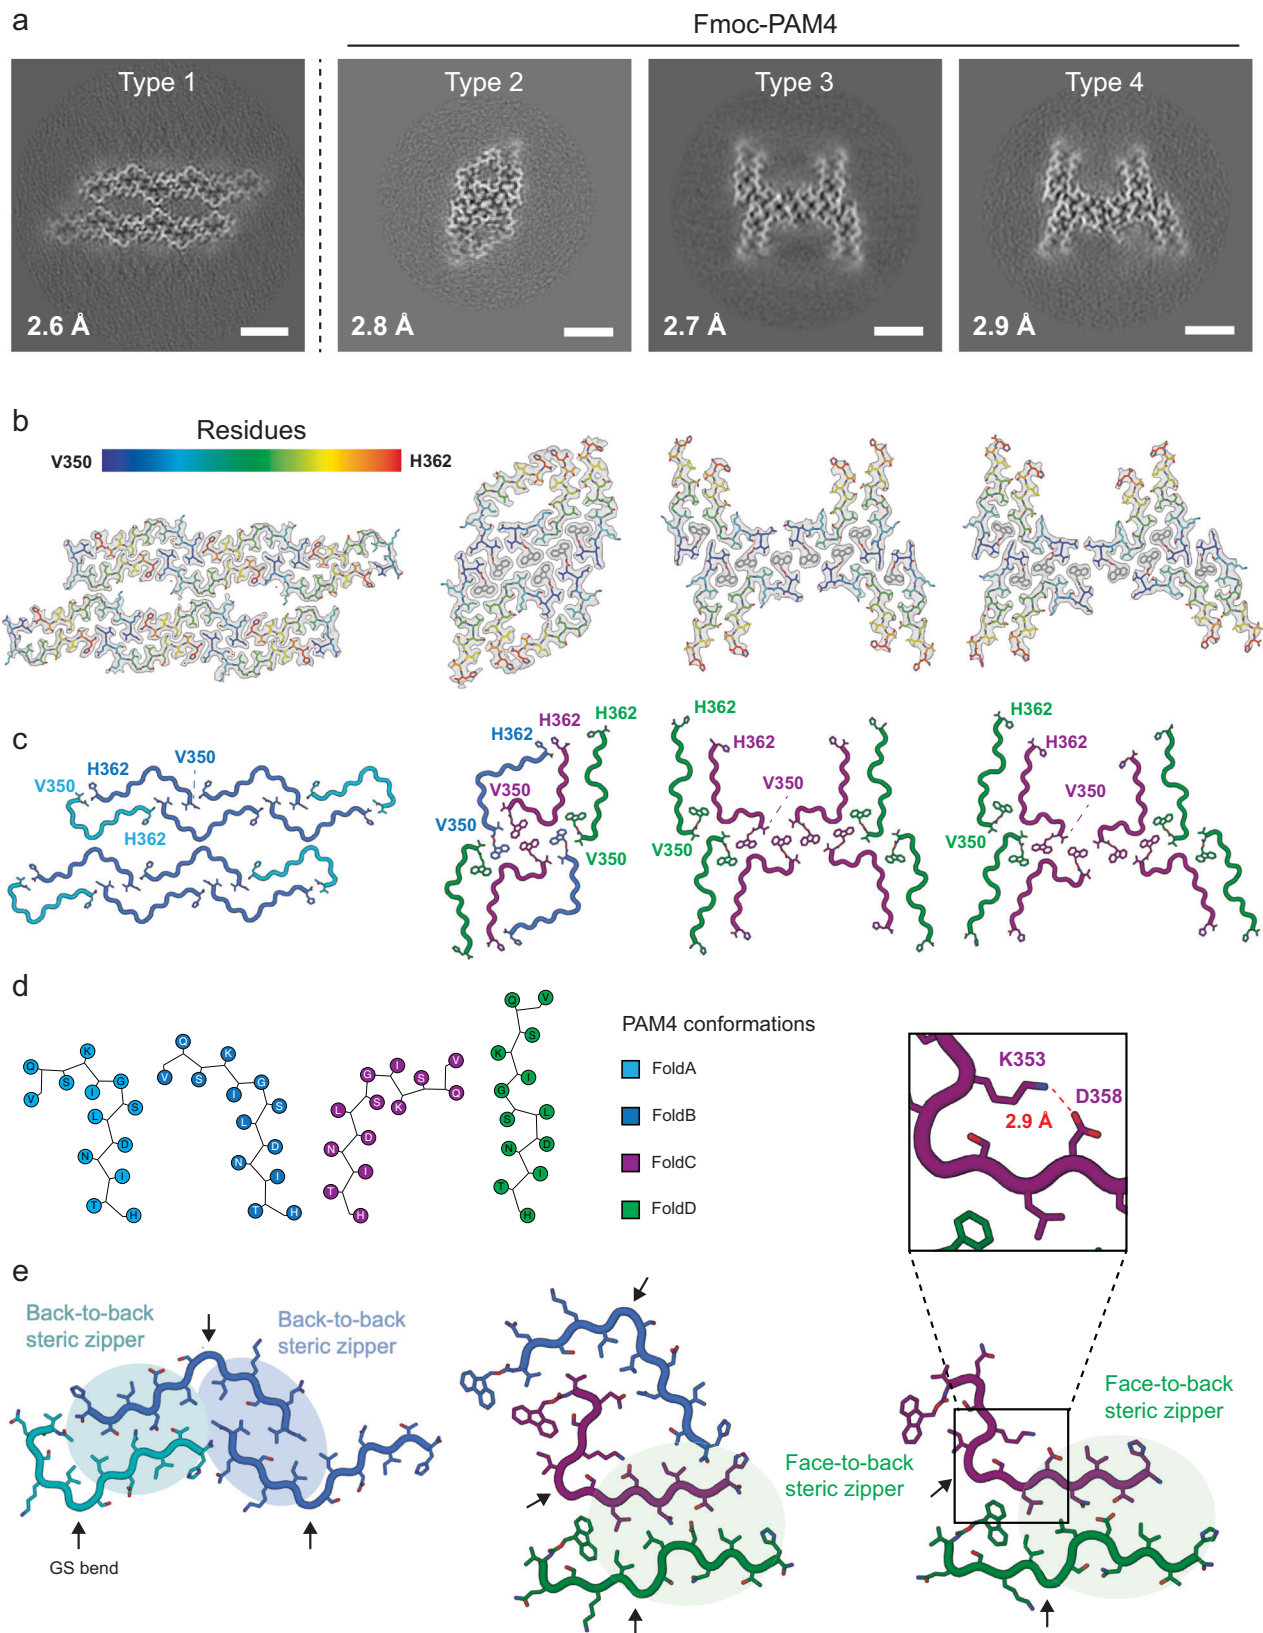 a
Fmoc-PAM4
Type 1
Type 2
Type 3
Type 4
2.6 Å
2.8 Å
2.7 Å
2.9 Å
b
Residues
V350
H362
c
V350
H362
V350
H362
H362
H362
H362
V350
V350
V350
H362
H362
V350
V350
H362
H362
V350
V350
d
Q
V
S
K
I
G
S
L
D
N
I
T
H
Q
V
S
K
I
G
S
L
D
N
I
T
H
V
Q
S
K
I
G
S
L
D
N
I
T
H
Q
V
S
K
I
G
S
L
D
N
I
T
H
PAM4 conformations
FoldA
FoldB
FoldC
FoldD
K353
D358
2.9 Å
e
Back-to-back
steric zipper
Back-to-back
steric zipper
GS bend
Face-to-back
steric zipper
Face-to-back
steric zipper